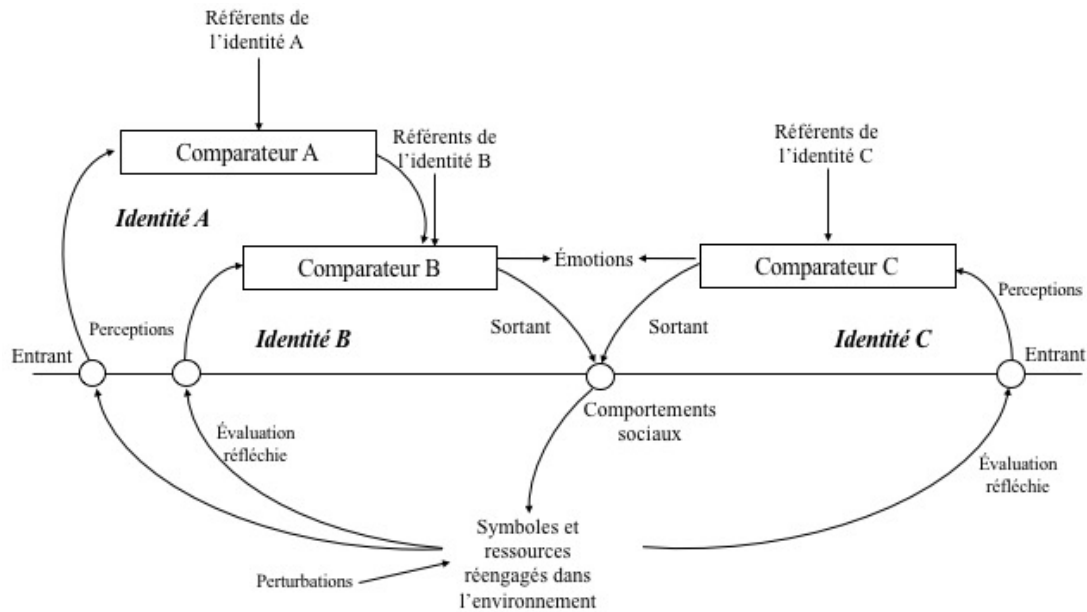 Référents de
l’identité A
Comparateur A
Référents de
l’identité B
Référents de
l’identité C
Identité A
Comparateur B
Émotions
Comparateur C
Perceptions
Sortant
Sortant
Perceptions
Identité B
Identité C
Entrant
Entrant
Comportements
sociaux
Évaluation
réfléchie
Évaluation
réfléchie
Symboles et
ressources
réengagés dans
l’environnement
Perturbations